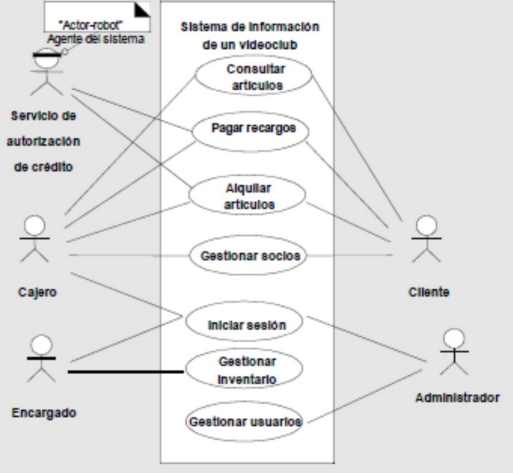 "Actor-robot"
Agente del sistema
Sistema de información
de un videoclub
Consultar
artículos
Servicio de
autorización
de crédito
Pagar recargos
Alquilar
artículos
Gestionar socios
Cajero
Cliente
Iniciar sesión
Gestionar
inventario
Encargado
Administrador
Gestionar usuarios